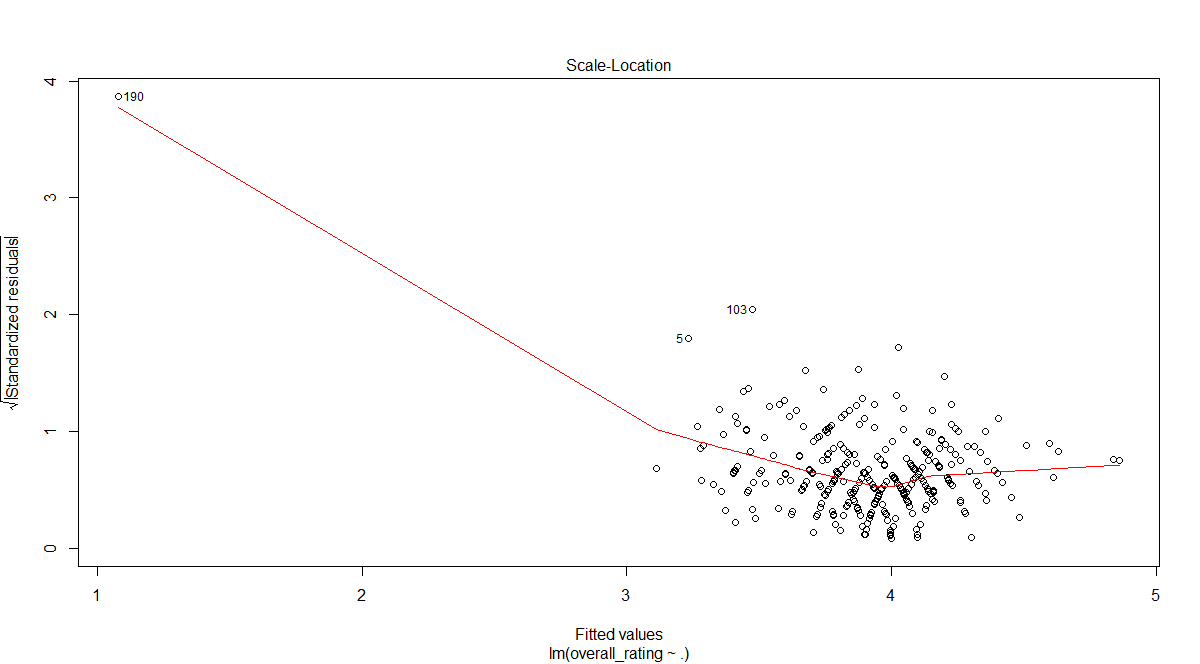 Scale-Location
4
3
2
1
0
√|Standardized residuals|
190
103
5
1 2 3 4 5
Fitted values
lm(overall_rating ~ .)